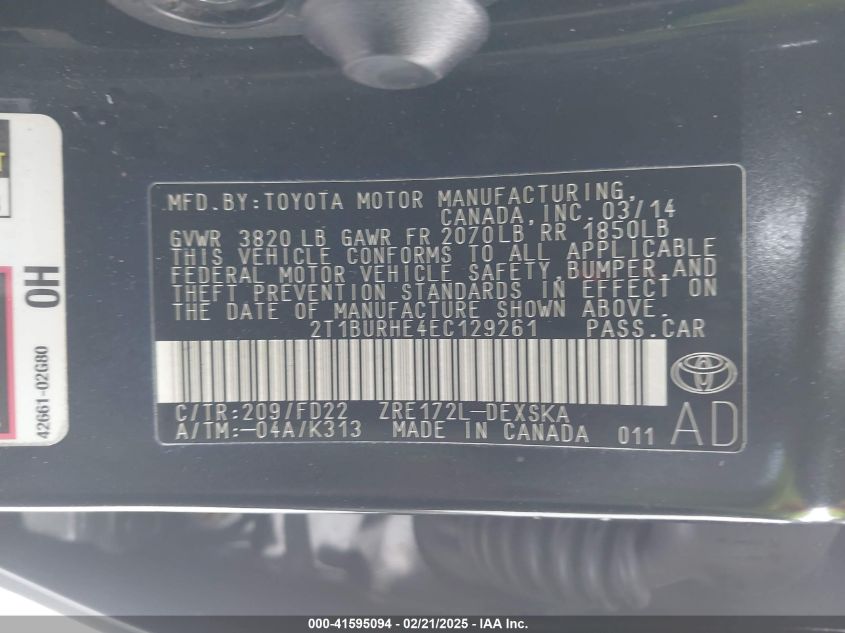 MFD.BY:TOYOTA MOTOR MANUFACTURING,
CANADA,INC. 03/14
GVWR 3820 LB GAWR FR 2070LB RR 1850LB
THIS VEHICLE CONFORMS TO ALL APPLICABLE
FEDERAL MOTOR VEHICLE SAFETY,BUMPER,AND
THEFT PREVENTION STANDARDS IN EFFECT ON
THE DATE OF MANUFACTURE SHOWN ABOVE.
2T1BURHE4EC129261 PASS.CAR
C/TR:209/FD22 ZRE172L-DEXSKA
A/TM:-04A/K313 MADE IN CANADA 011
AD
0H
42661-02G80
000-41595094 - 02/21/2025 - IAA Inc.